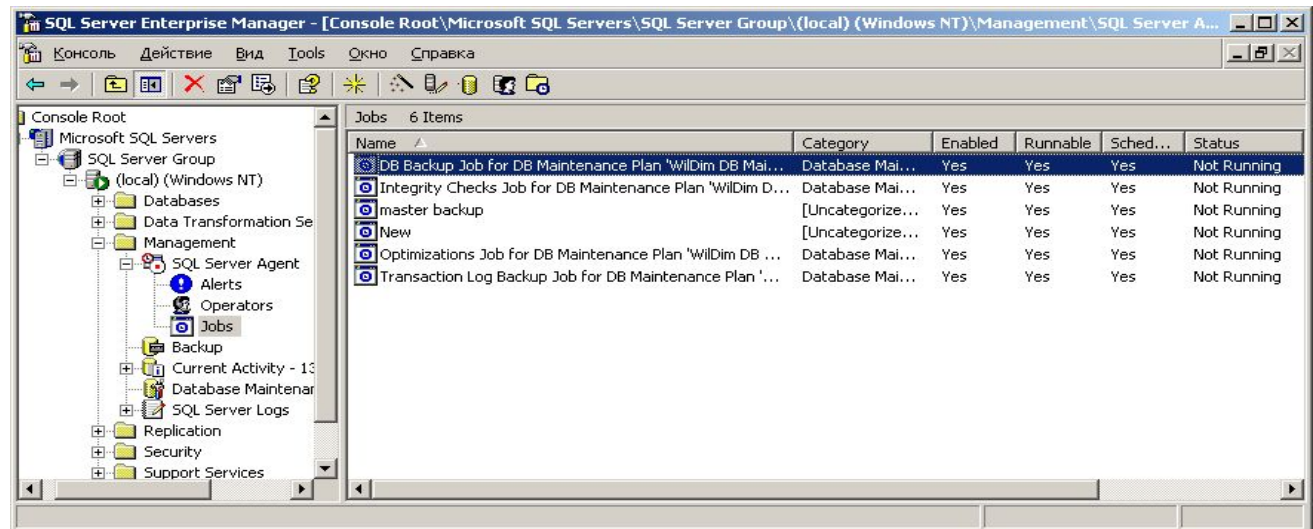 SQL Server Enterprise Manager - [Console Root\Microsoft SQL Servers\SQL Server Group\(local) (Windows NT)\Management\SQL Server A...
Консоль Действие Вид Tools Окно Справка
Console Root
Microsoft SQL Servers
SQL Server Group
(local) (Windows NT)
Databases
Data Transformation Se
Management
SQL Server Agent
Alerts
Operators
Jobs
Backup
Current Activity - 13
Database Maintenar
SQL Server Logs
Replication
Security
Support Services
Jobs 6 Items
Name Category Enabled Runnable Sched... Status
DB Backup Job for DB Maintenance Plan 'WilDim DB Mai... Database Mai... Yes Yes Yes Not Running
Integrity Checks Job for DB Maintenance Plan 'WilDim D... Database Mai... Yes Yes Yes Not Running
master backup [Uncategorize... Yes Yes Yes Not Running
New [Uncategorize... Yes Yes Yes Not Running
Optimizations Job for DB Maintenance Plan 'WilDim DB ... Database Mai... Yes Yes Yes Not Running
Transaction Log Backup Job for DB Maintenance Plan '... Database Mai... Yes Yes Yes Not Running